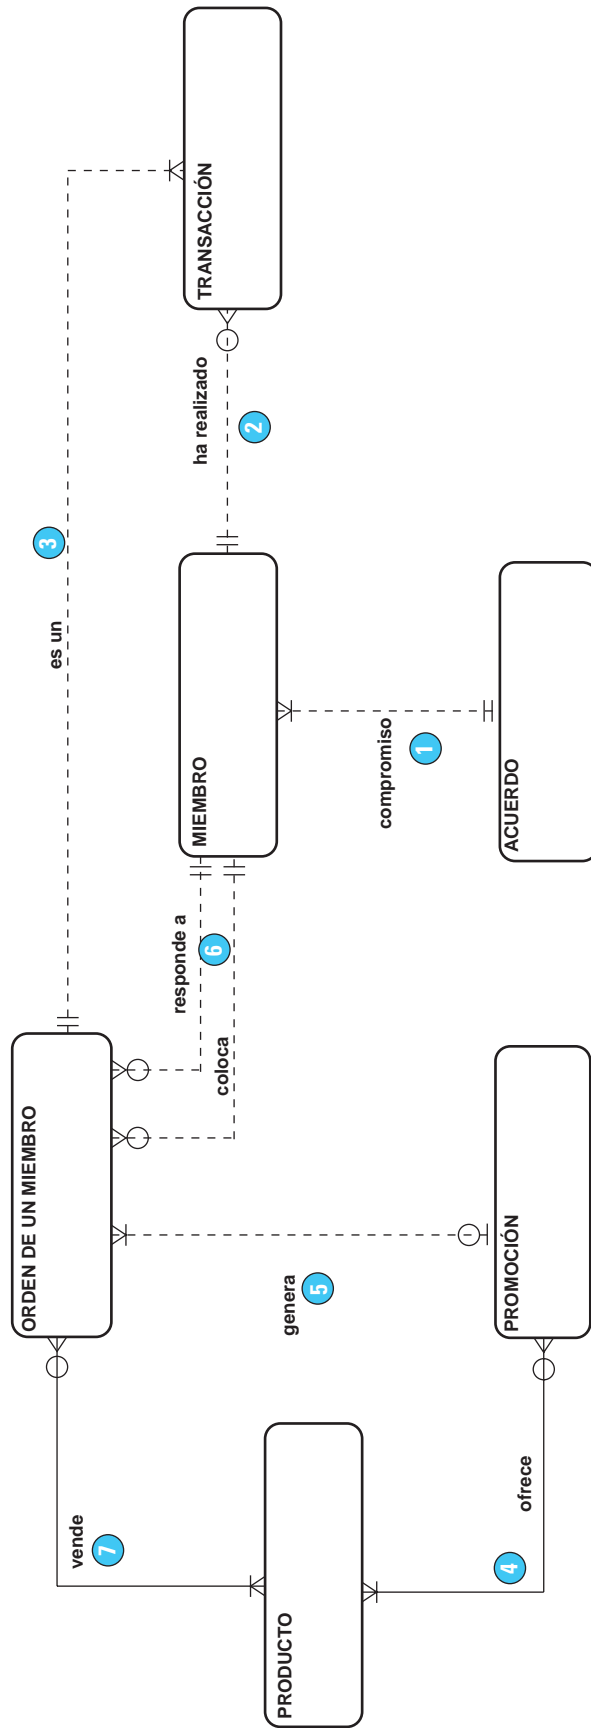 PRODUCTO
vende
7
ofrece
4
ORDEN DE UN MIEMBRO
PROMOCIÓN
genera
5
responde a
6
coloca
MIEMBRO
ACUERDO
compromiso
1
es un
3
ha realizado
2
TRANSACCIÓN